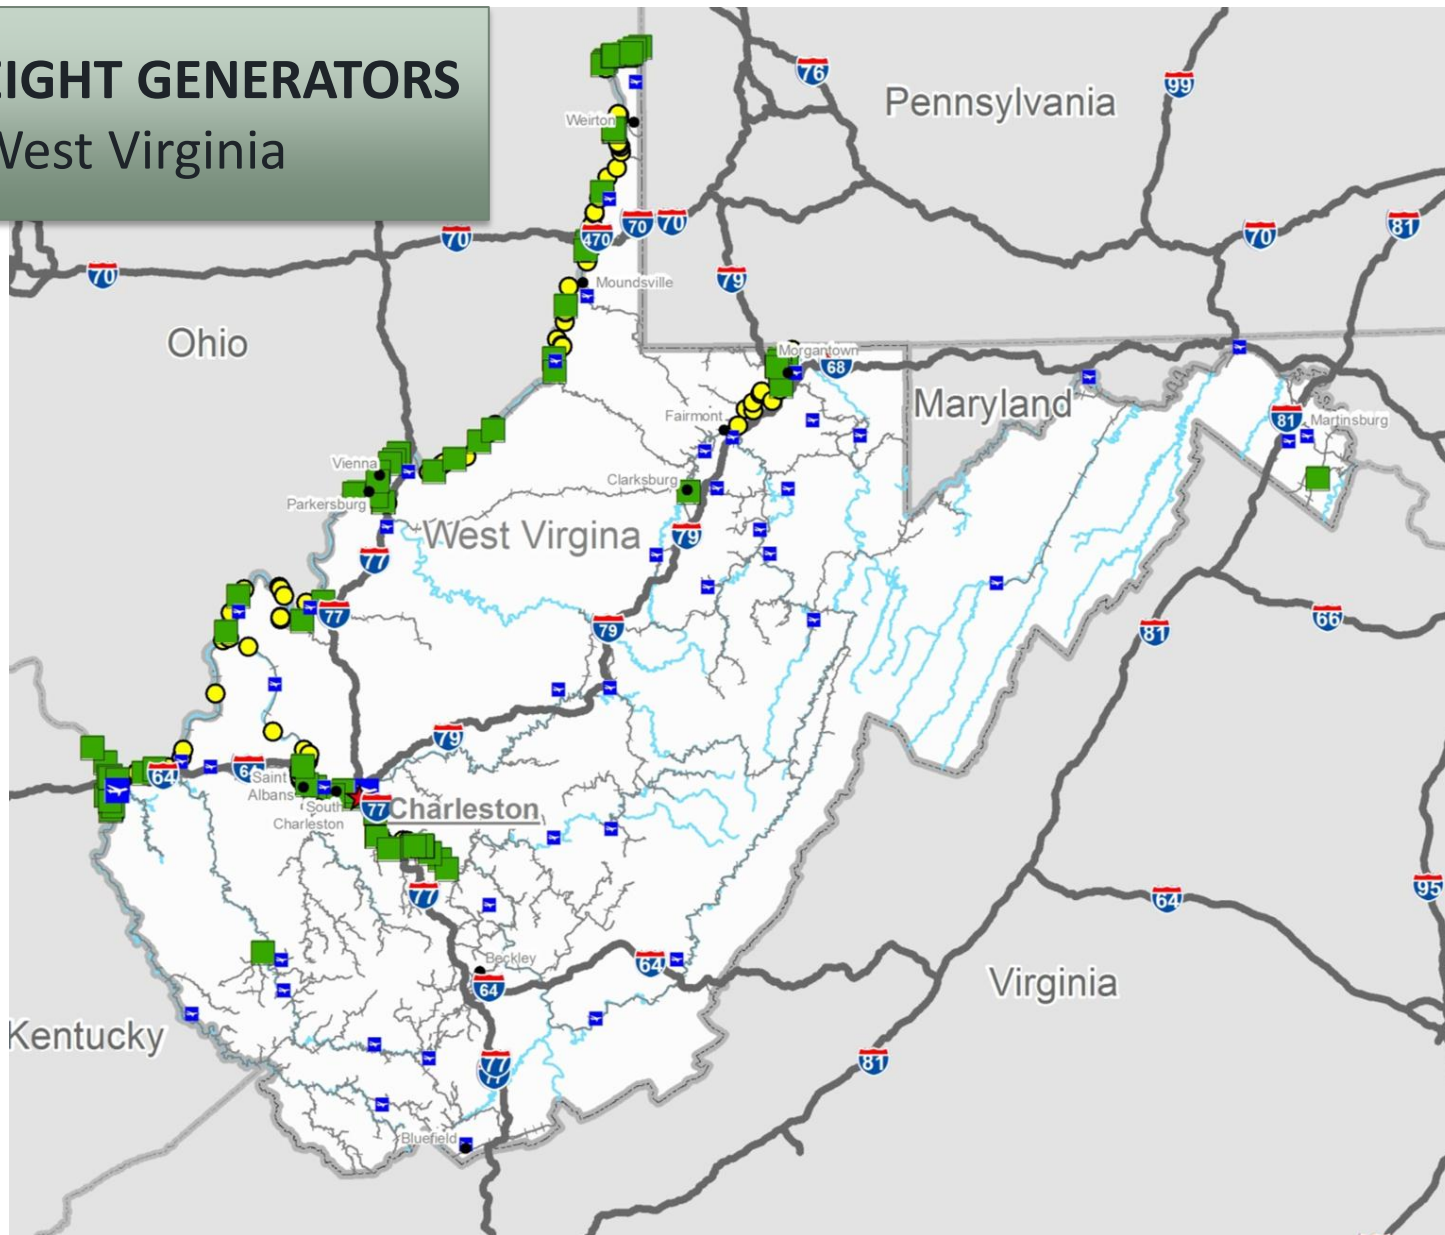 EIGHT GENERATORS
West Virginia
76
99
Pennsylvania
Weirton
70
470
70
70
70
81
70
79
Moundsville
Ohio
Morgantown
68
Maryland
81
Martinsburg
Fairmont
Vienna
Clarksburg
Parkersburg
West Virgina
79
77
77
79
66
81
79
64
64
Saint
Albans
South
Charleston
77
Charleston
77
95
64
Beckley
64
64
Virginia
Kentucky
77
77
81
Bluefield